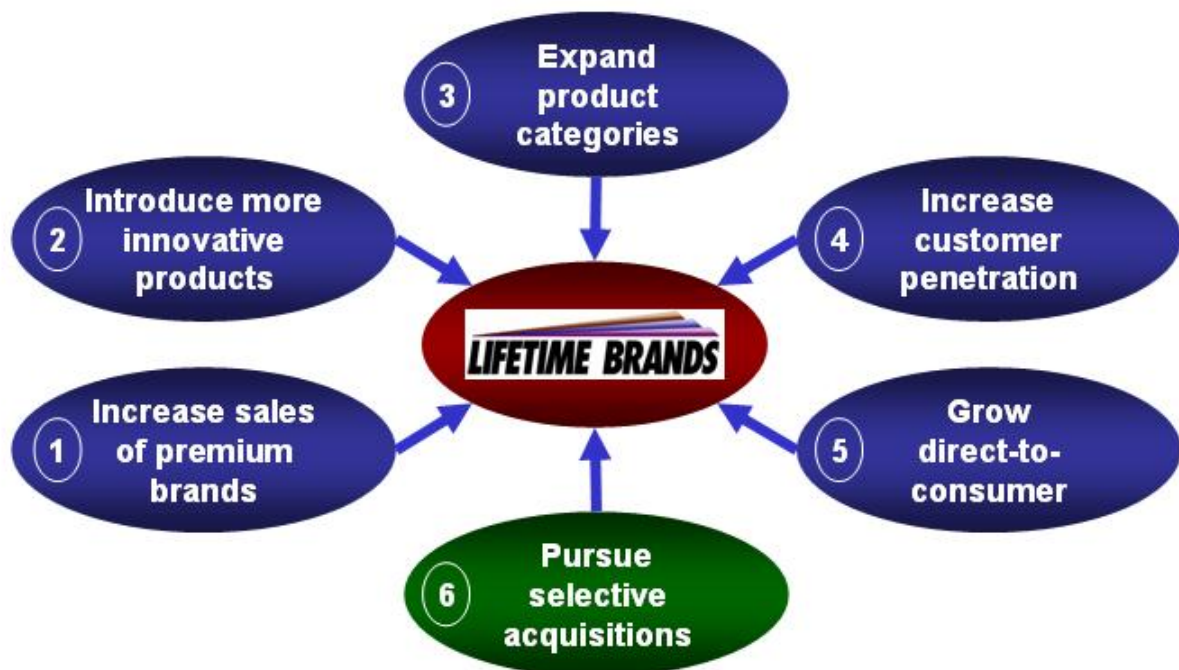 3
Expand
product
categories
2
Introduce more
innovative
products
4
Increase
customer
penetration
LIFETIME BRANDS
1
Increase sales
of premium
brands
5
Grow
direct-to-
consumer
6
Pursue
selective
acquisitions